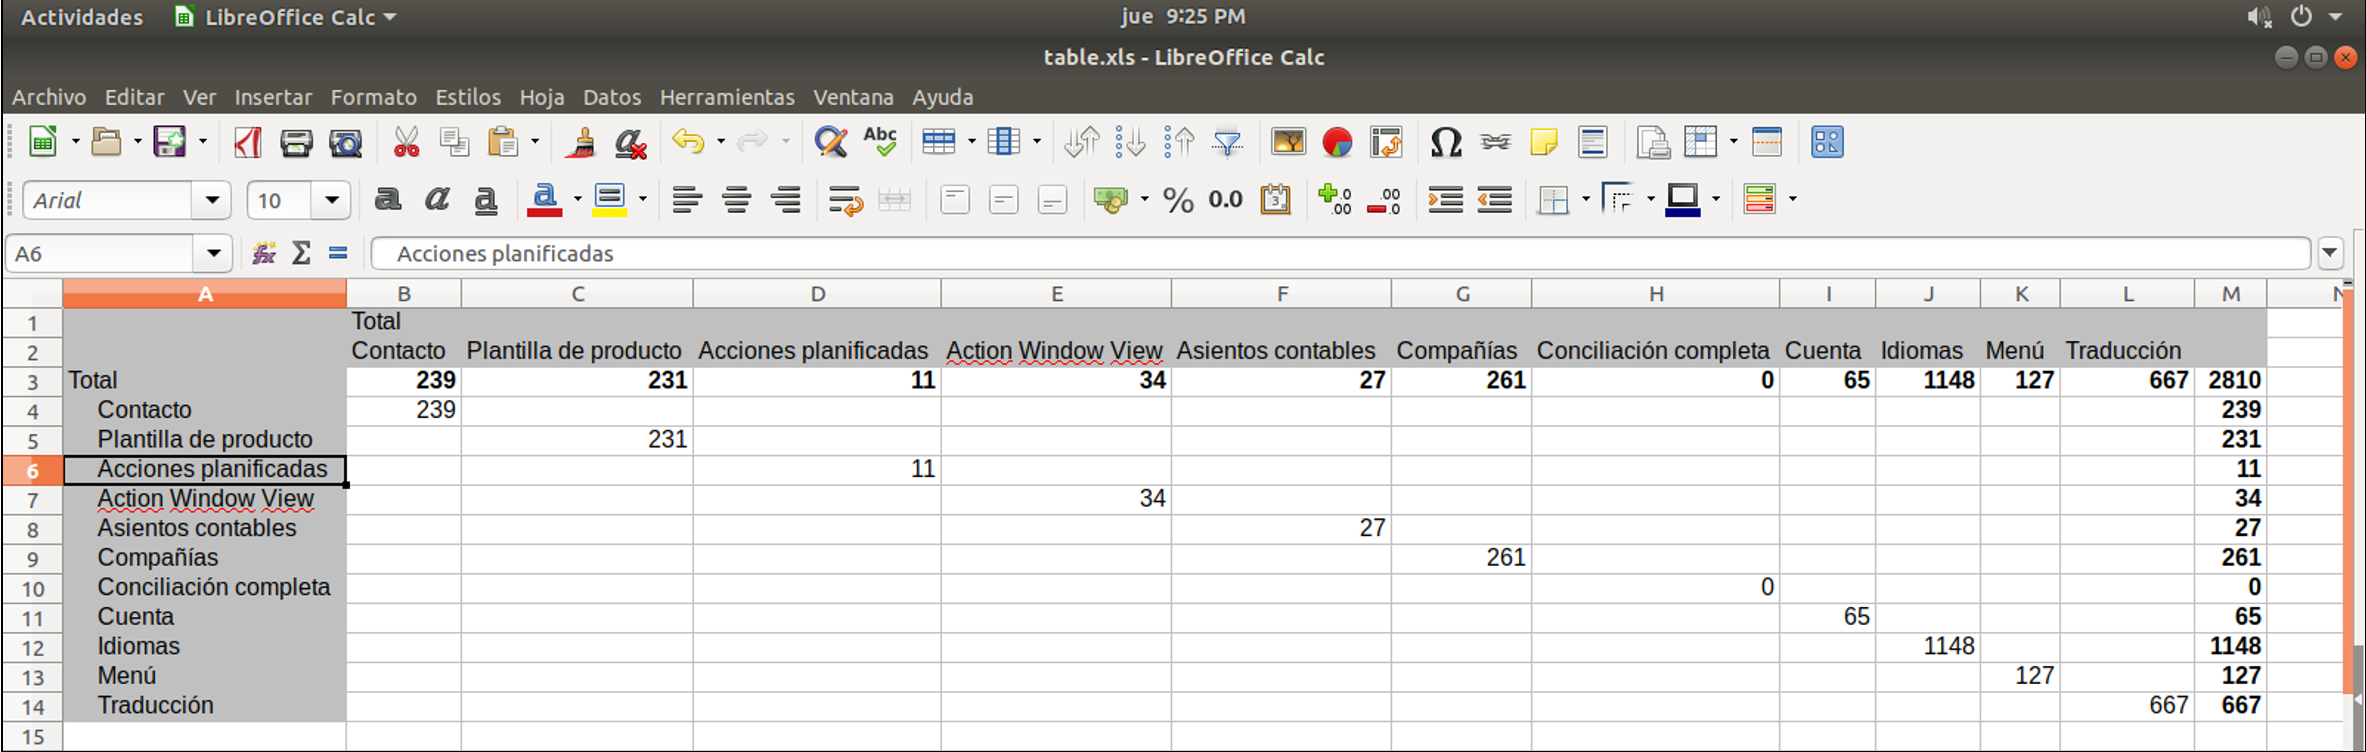 Actividades LibreOffice Calc jue 9:25 PM
table.xls - LibreOffice Calc
Archivo Editar Ver Insertar Formato Estilos Hoja Datos Herramientas Ventana Ayuda
Abc
Arial 10 a a a a % 0.0
A6 Acciones planificadas
A B C D E F G H I J K L M N
1 Total
2 Contacto Plantilla de producto Acciones planificadas Action Window View Asientos contables Compañías Conciliación completa Cuenta Idiomas Menú Traducción
3 Total 239 231 11 34 27 261 0 65 1148 127 667 2810
4 Contacto 239 239
5 Plantilla de producto 231 231
6 Acciones planificadas 11 11
7 Action Window View 34 34
8 Asientos contables 27 27
9 Compañías 261 261
10 Conciliación completa 0 0
11 Cuenta 65 65
12 Idiomas 1148 1148
13 Menú 127 127
14 Traducción 667 667
15